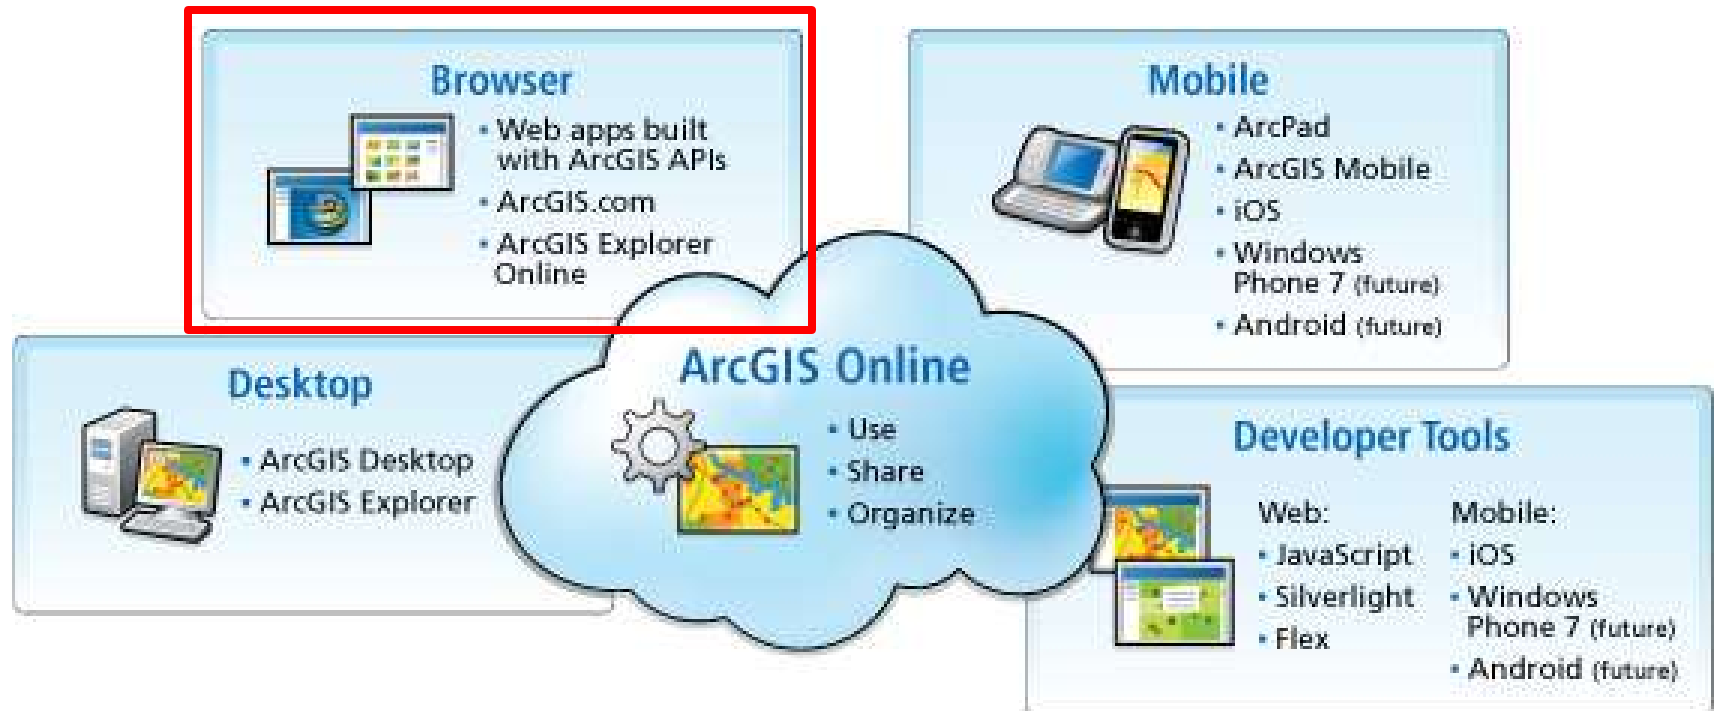 Browser
• Web apps built
with ArcGIS APIs
• ArcGIS.com
• ArcGIS Explorer
Online
Mobile
• ArcPad
• ArcGIS Mobile
• iOS
• Windows
Phone 7 (future)
• Android (future)
Desktop
• ArcGIS Desktop
• ArcGIS Explorer
ArcGIS Online
• Use
• Share
• Organize
Developer Tools
Web:
• JavaScript
• Silverlight
• Flex
Mobile:
• iOS
• Windows
Phone 7 (future)
• Android (future)